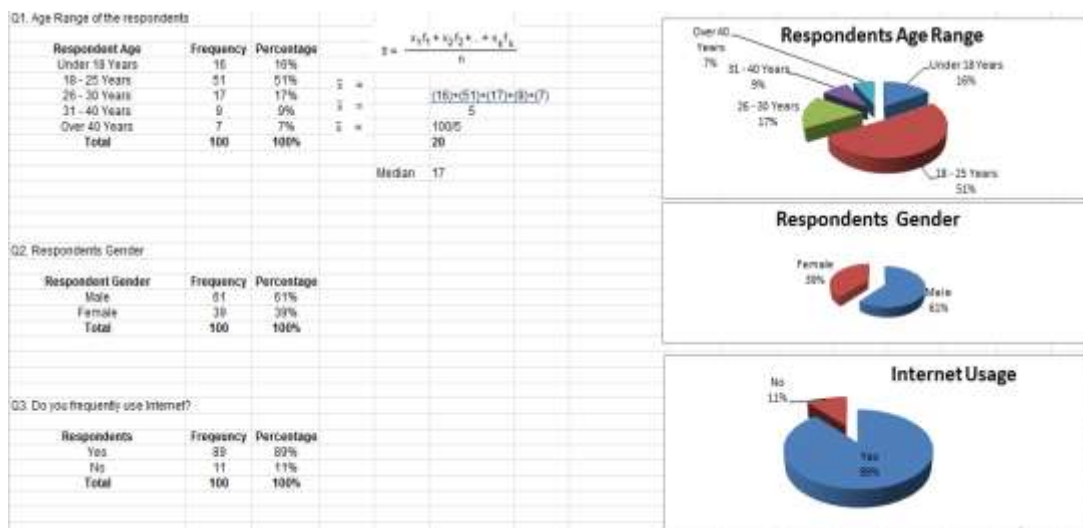 Q1. Age Range of the respondents
Respondent Age Frequency Percentage
Under 18 Years 16 16%
18 - 25 Years 51 51%
26 - 30 Years 17 17%
31 - 40 Years 9 9%
Over 40 Years 7 7%
Total 100 100%
x̄ = x₁f₁ + x₂f₂ + .. + xₖfₖ
n
x̄ =
x̄ = (16)+(51)+(17)+(9)+(7)
5
x̄ = 100/5
20
Median 17
Respondents Age Range
Over 40 Years 7%
31 - 40 Years 9%
26 - 30 Years 17%
Under 18 Years 16%
18 - 25 Years 51%
Q2. Respondents Gender
Respondent Gender Frequency Percentage
Male 61 61%
Female 39 39%
Total 100 100%
Respondents Gender
Female 39%
Male 61%
Q3. Do you frequently use Internet?
Respondents Frequency Percentage
Yes 89 89%
No 11 11%
Total 100 100%
Internet Usage
No 11%
Yes 89%